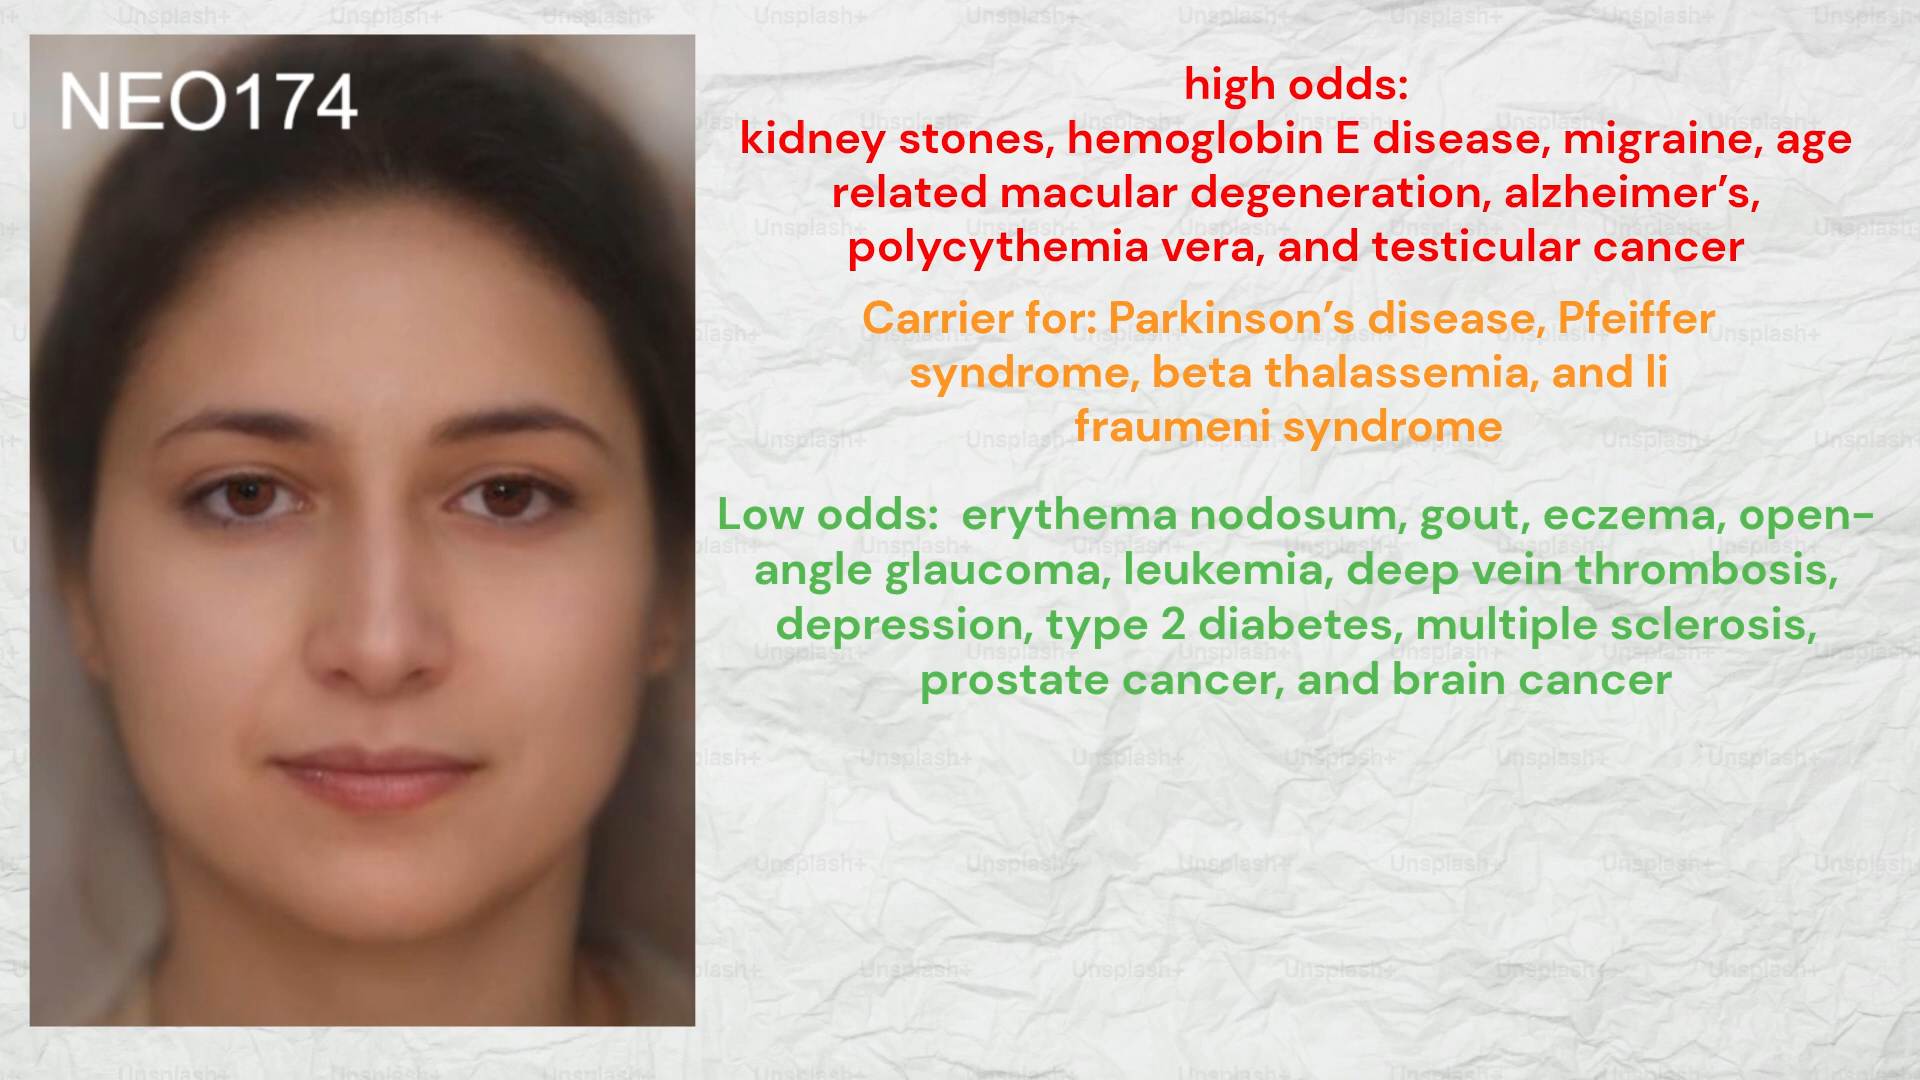 NEO174
high odds:
kidney stones, hemoglobin E disease, migraine, age
related macular degeneration, alzheimer’s,
polycythemia vera, and testicular cancer
Carrier for: Parkinson’s disease, Pfeiffer
syndrome, beta thalassemia, and li
fraumeni syndrome
Low odds:  erythema nodosum, gout, eczema, open-
angle glaucoma, leukemia, deep vein thrombosis,
depression, type 2 diabetes, multiple sclerosis,
prostate cancer, and brain cancer
Unsplash+